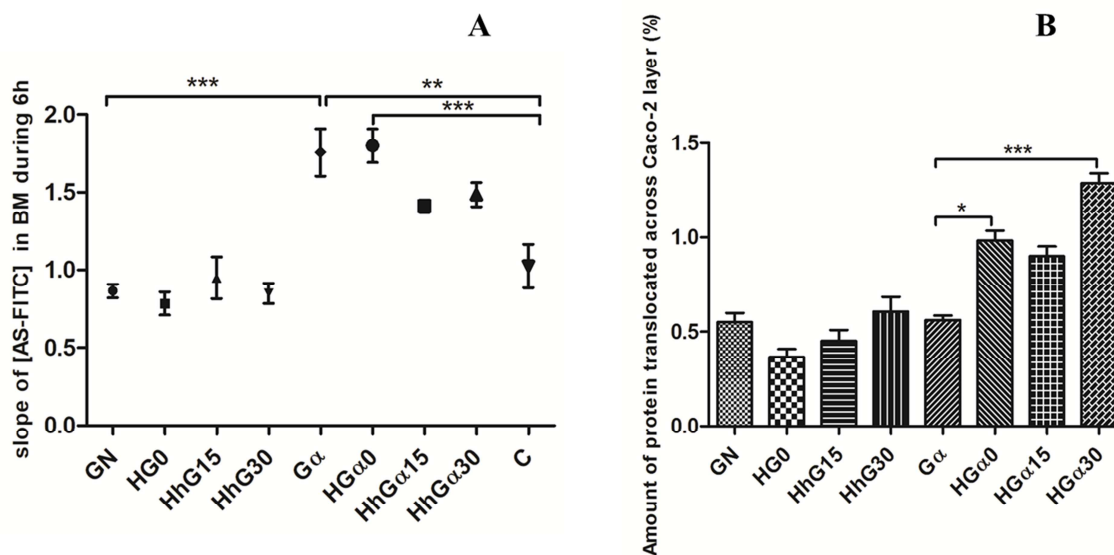 A
slope of [AS-FITC] in BM during 6h
***
**
***
2.0
1.5
1.0
0.5
0.0
GN
HG0
HhG15
HhG30
Gα
HGα0
HhGα15
HhGα30
C
B
Amount of protein translocated across Caco-2 layer (%)
***
*
1.5
1.0
0.5
0.0
GN
HG0
HhG15
HhG30
Gα
HGα0
HGα15
HGα30